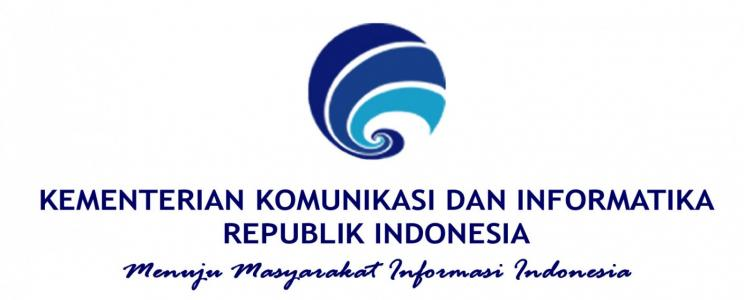 KEMENTERIAN KOMUNIKASI DAN INFORMATIKA
REPUBLIK INDONESIA
Menuju Masyarakat Informasi Indonesia